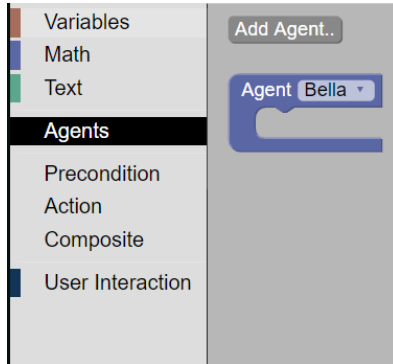 Variables
Math
Text
Agents
Precondition
Action
Composite
User Interaction
Add Agent..
Agent Bella